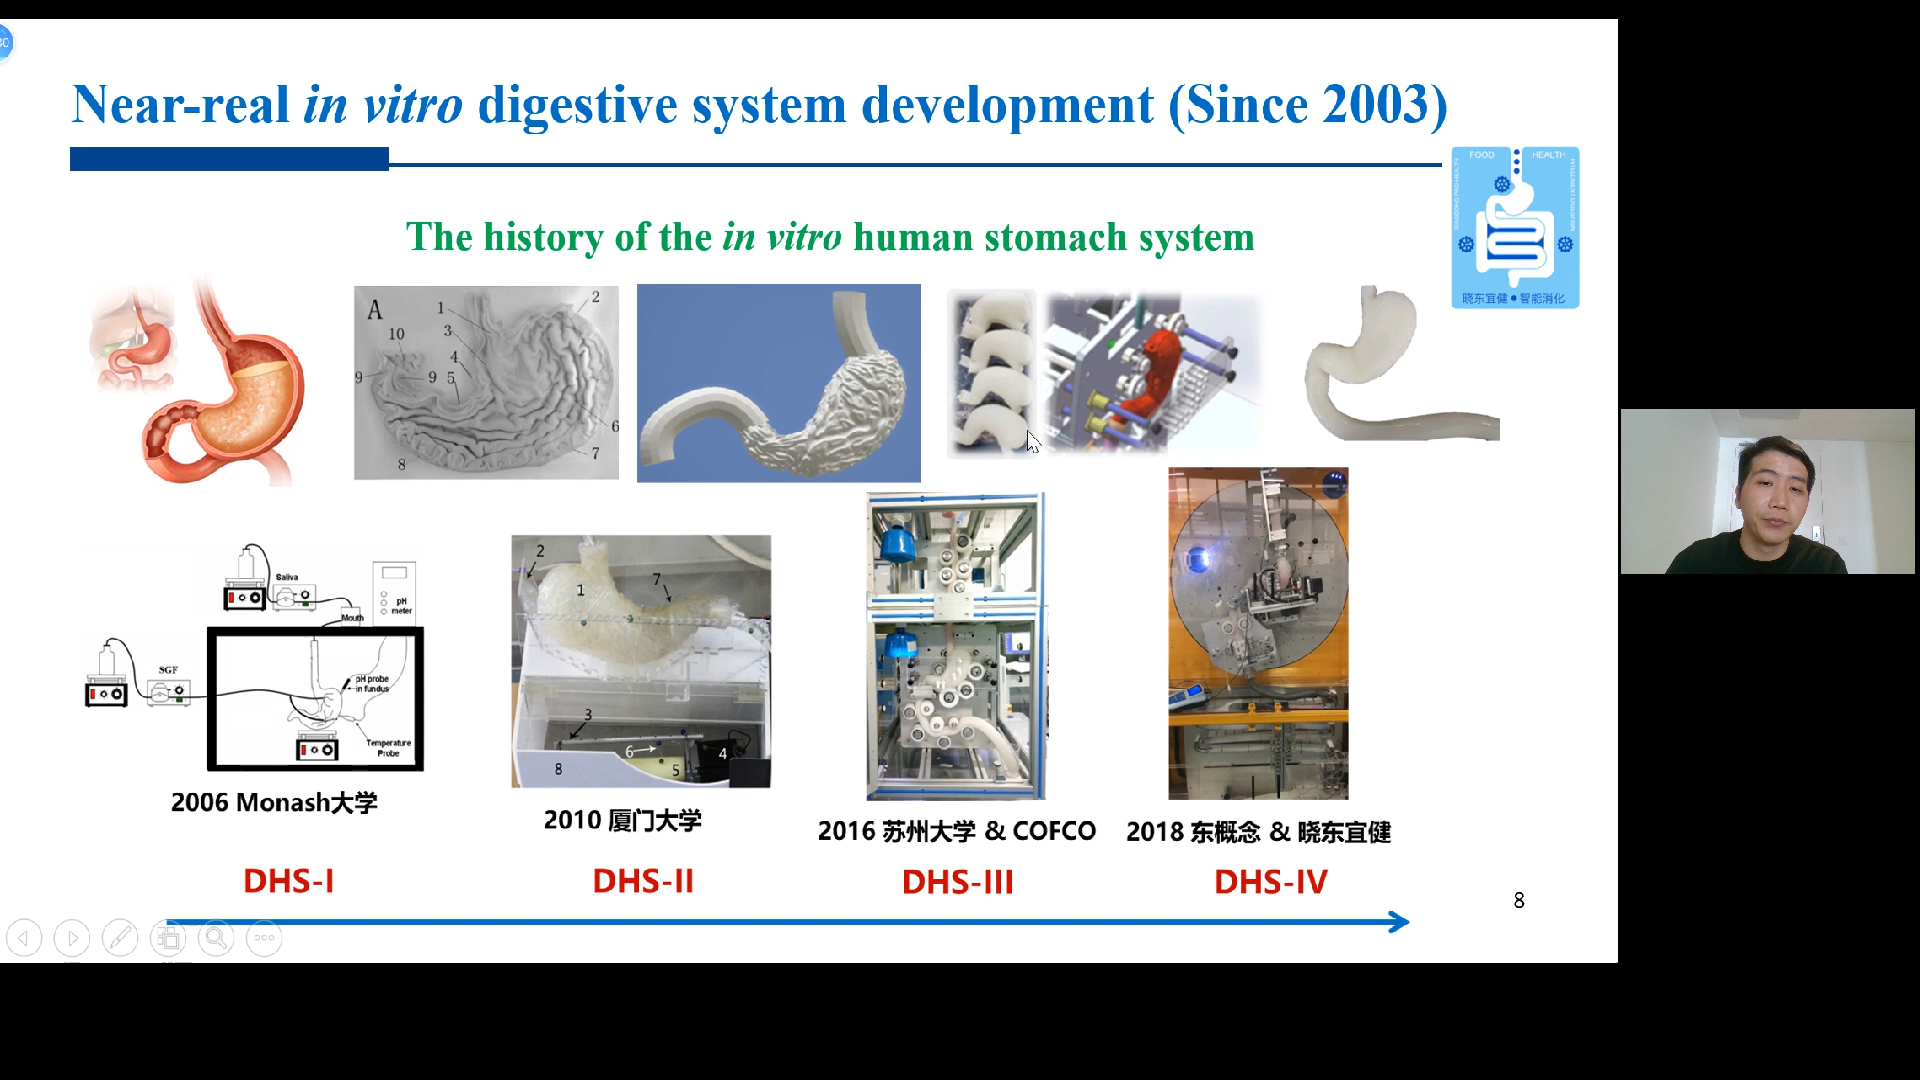 Near-real in vitro digestive system development (Since 2003)
FOOD HEALTH
晓东宜健●智能消化
The history of the in vitro human stomach system
A
1
2
3
10
4
9
9
5
6
7
8
Saliva
pH
meter
Mouth
SGF
pH probe
in fundus
Temperature
Probe
2
1
7
3
6
4
5
8
2006 Monash大学
2010 厦门大学
2016 苏州大学 & COFCO
2018 东概念 & 晓东宜健
DHS-I
DHS-II
DHS-III
DHS-IV
8